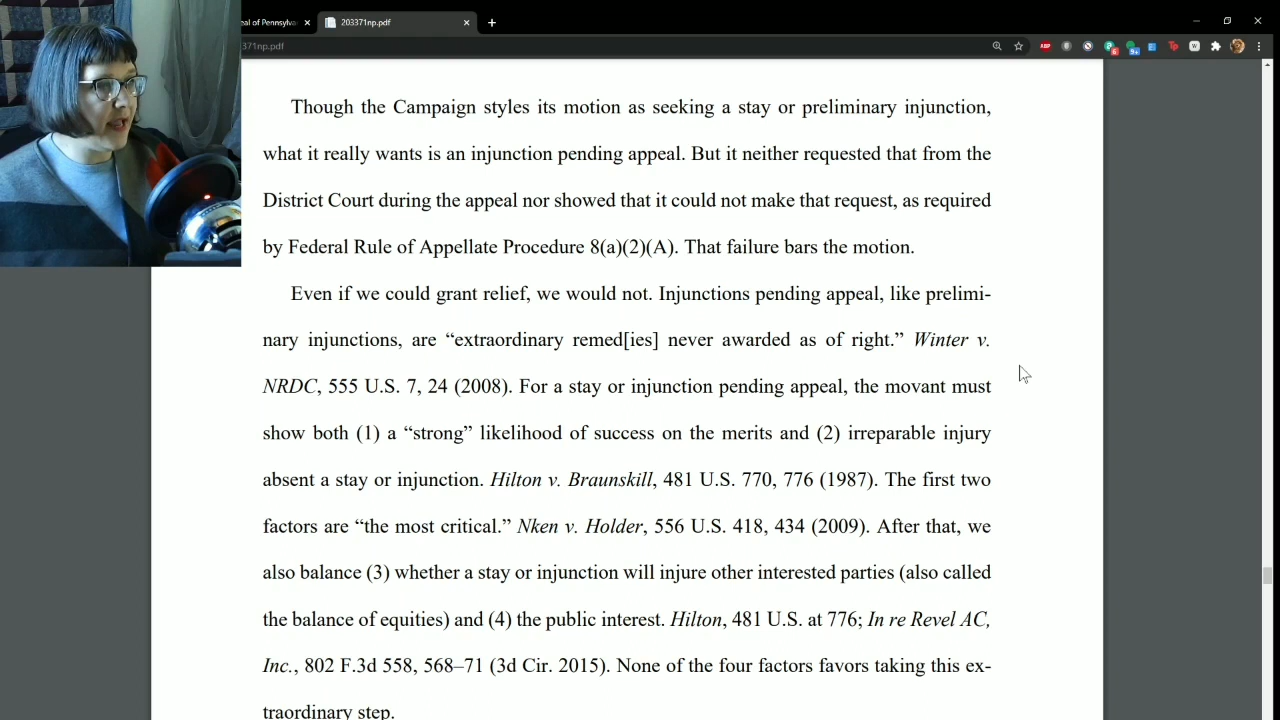 eal of Pennsylva
203371np.pdf
371np.pdf
Though the Campaign styles its motion as seeking a stay or preliminary injunction,
what it really wants is an injunction pending appeal. But it neither requested that from the
District Court during the appeal nor showed that it could not make that request, as required
by Federal Rule of Appellate Procedure 8(a)(2)(A). That failure bars the motion.
Even if we could grant relief, we would not. Injunctions pending appeal, like prelimi-
nary injunctions, are “extraordinary remed[ies] never awarded as of right.” Winter v.
NRDC, 555 U.S. 7, 24 (2008). For a stay or injunction pending appeal, the movant must
show both (1) a “strong” likelihood of success on the merits and (2) irreparable injury
absent a stay or injunction. Hilton v. Braunskill, 481 U.S. 770, 776 (1987). The first two
factors are “the most critical.” Nken v. Holder, 556 U.S. 418, 434 (2009). After that, we
also balance (3) whether a stay or injunction will injure other interested parties (also called
the balance of equities) and (4) the public interest. Hilton, 481 U.S. at 776; In re Revel AC,
Inc., 802 F.3d 558, 568–71 (3d Cir. 2015). None of the four factors favors taking this ex-
traordinary step.